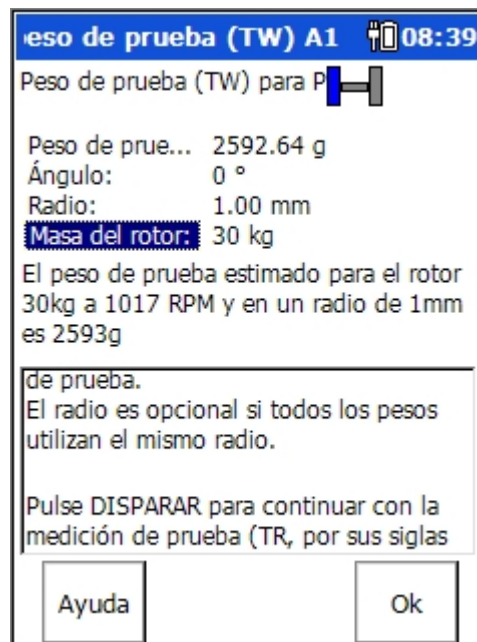 eso de prueba (TW) A1 08:39
Peso de prueba (TW) para P
Peso de prue... 2592.64 g
Ángulo: 0 °
Radio: 1.00 mm
Masa del rotor: 30 kg
El peso de prueba estimado para el rotor
30kg a 1017 RPM y en un radio de 1mm
es 2593g
de prueba.
El radio es opcional si todos los pesos
utilizan el mismo radio.
Pulse DISPARAR para continuar con la
medición de prueba (TR, por sus siglas
Ayuda Ok